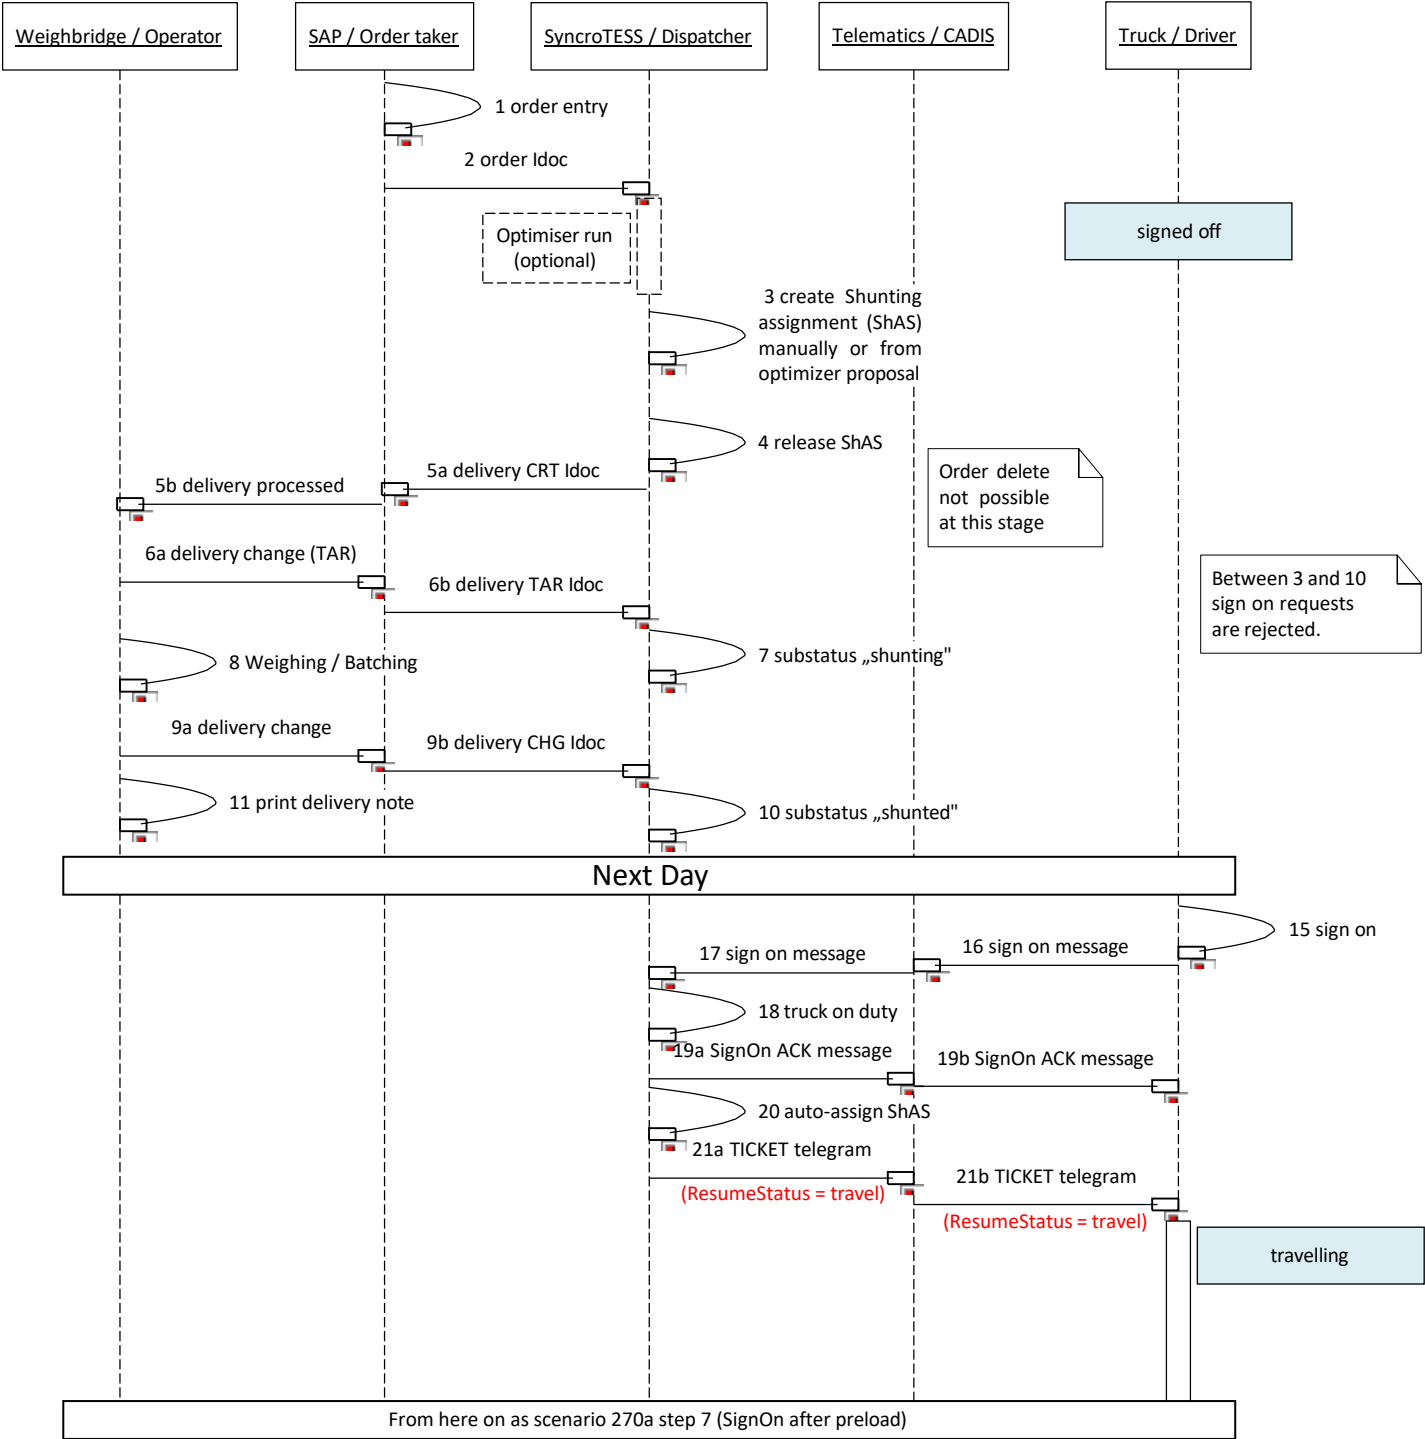 Weighbridge / Operator
SAP / Order taker
SyncroTESS / Dispatcher
Telematics / CADIS
Truck / Driver
1 order entry
2 order Idoc
signed off
Optimiser run
(optional)
3 create Shunting
assignment (ShAS)
manually or from
optimizer proposal
4 release ShAS
Order delete
not possible
at this stage
5a delivery CRT Idoc
5b delivery processed
6a delivery change (TAR)
6b delivery TAR Idoc
Between 3 and 10
sign on requests
are rejected.
7 substatus „shunting"
8 Weighing / Batching
9a delivery change
9b delivery CHG Idoc
11 print delivery note
10 substatus „shunted"
Next Day
15 sign on
16 sign on message
17 sign on message
18 truck on duty
19a SignOn ACK message
19b SignOn ACK message
20 auto-assign ShAS
21a TICKET telegram
(ResumeStatus = travel)
21b TICKET telegram
(ResumeStatus = travel)
travelling
From here on as scenario 270a step 7 (SignOn after preload)